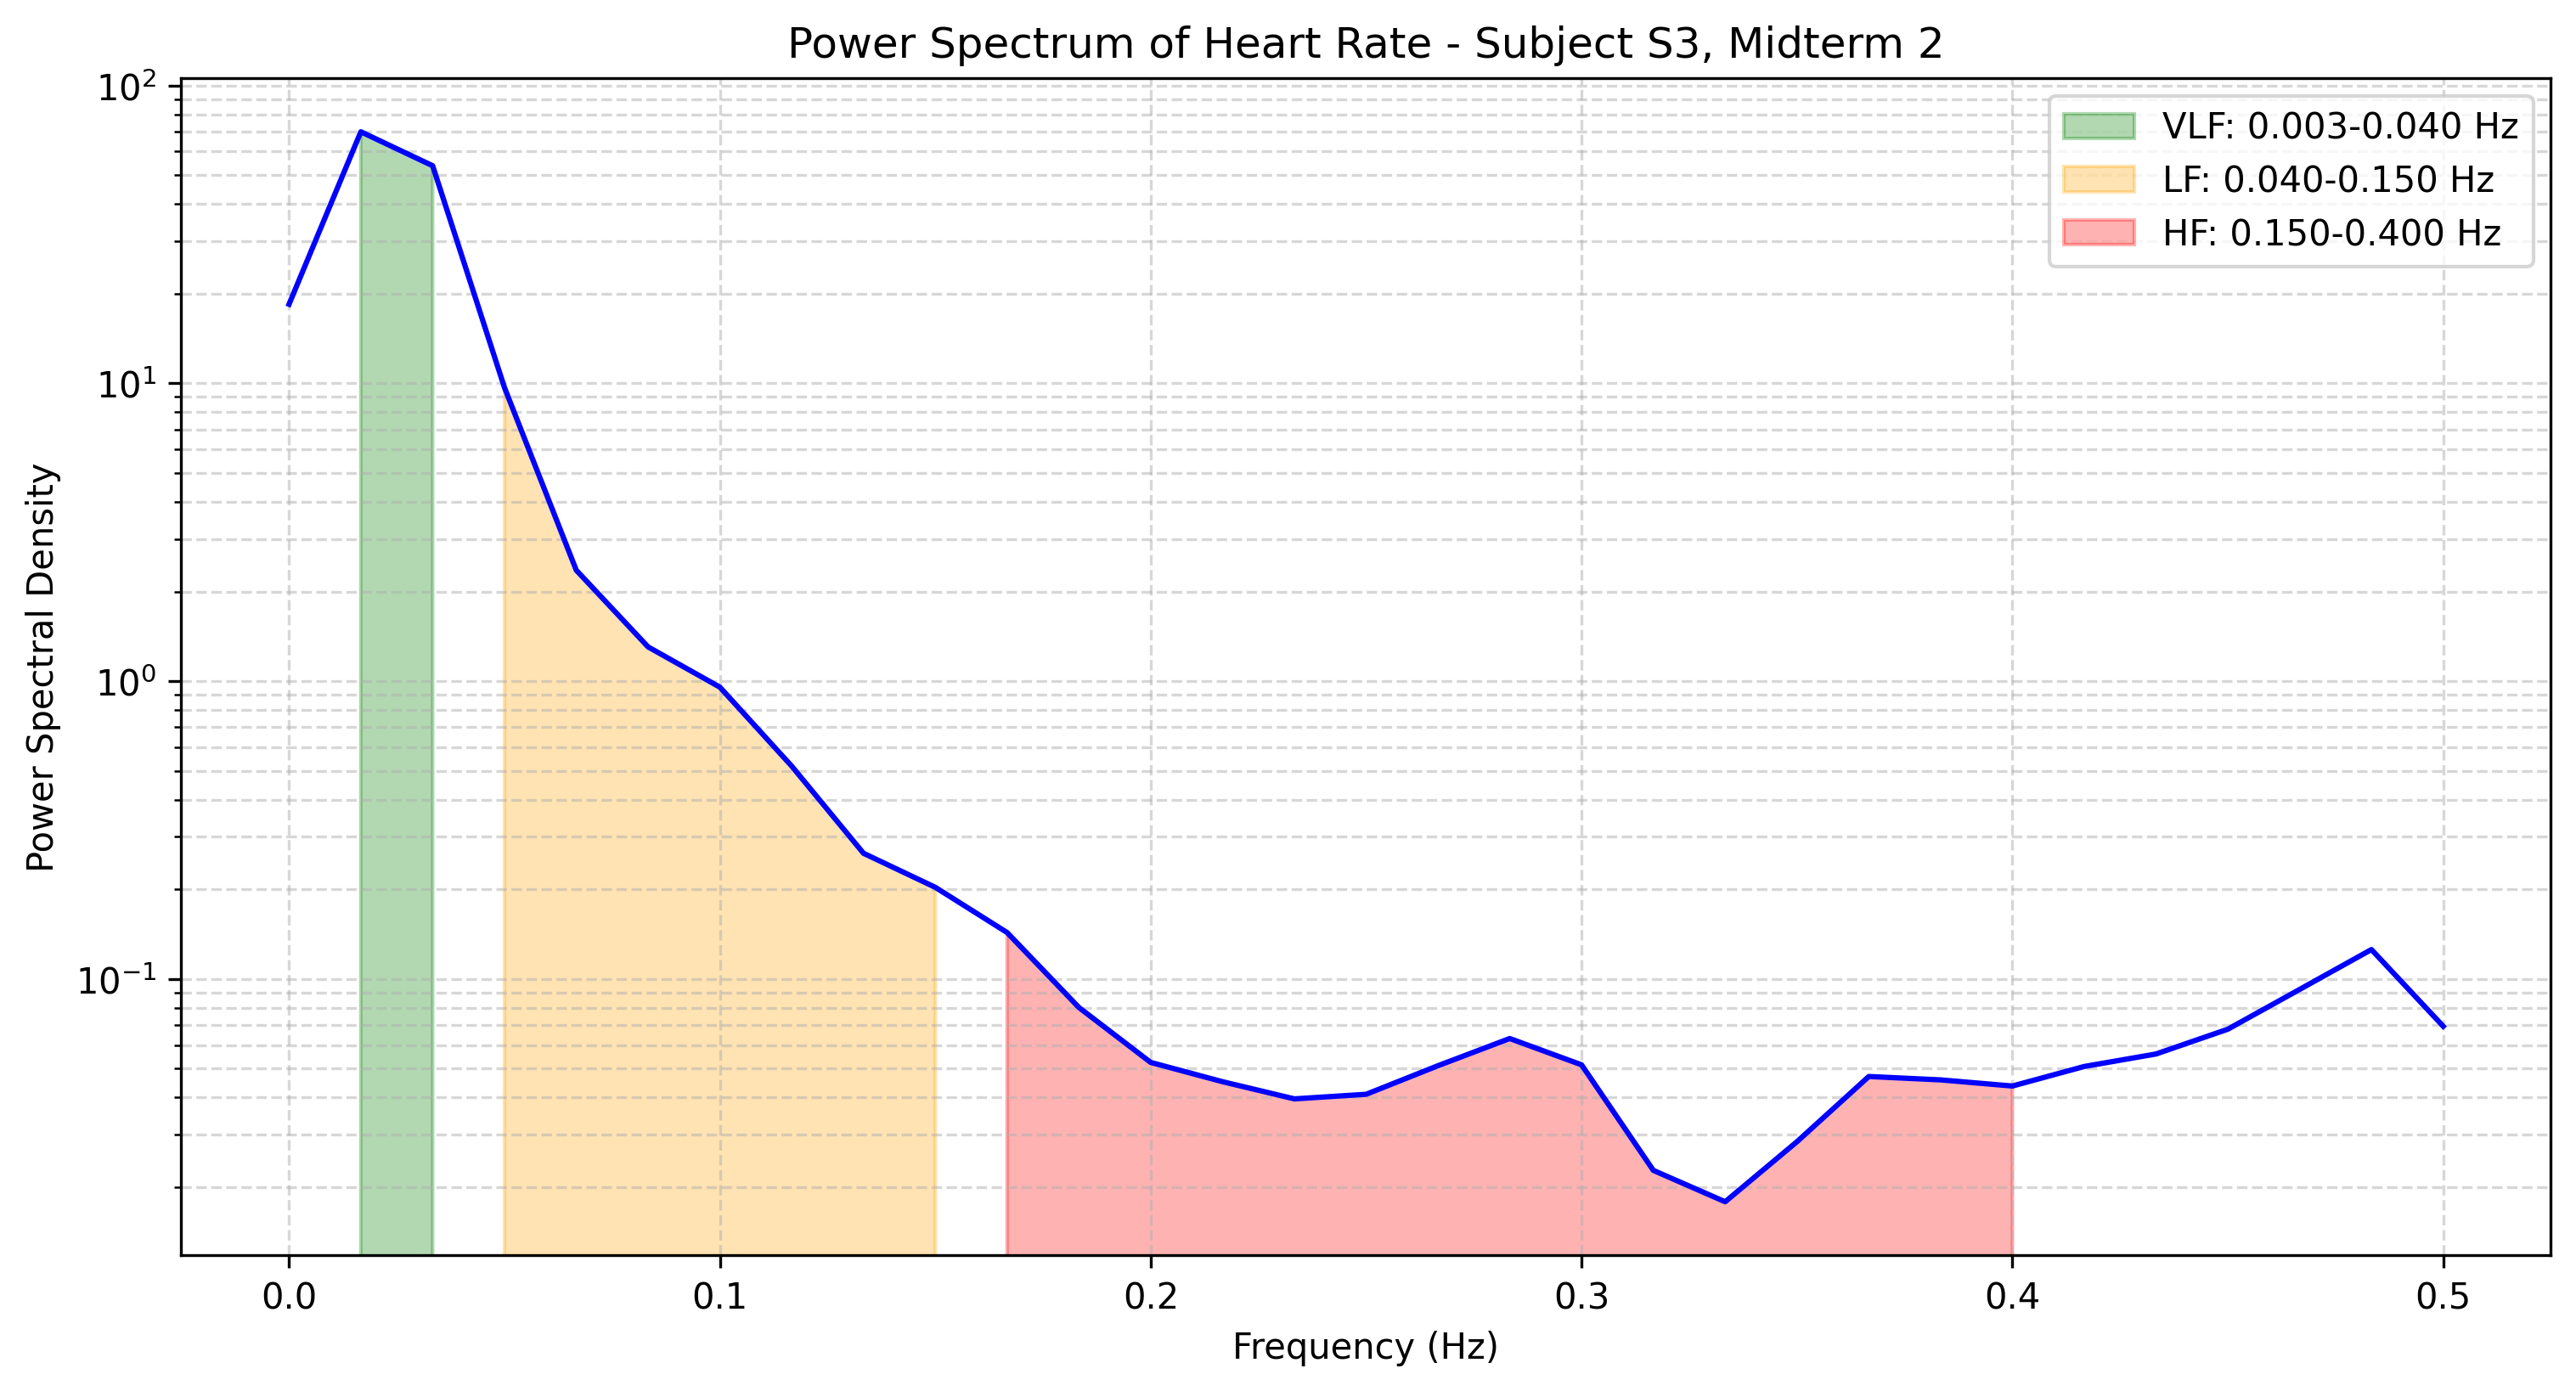 Power Spectrum of Heart Rate - Subject S3, Midterm 2
VLF: 0.003-0.040 Hz
LF: 0.040-0.150 Hz
HF: 0.150-0.400 Hz
Power Spectral Density
10²
10¹
10⁰
10⁻¹
0.0 0.1 0.2 0.3 0.4 0.5
Frequency (Hz)